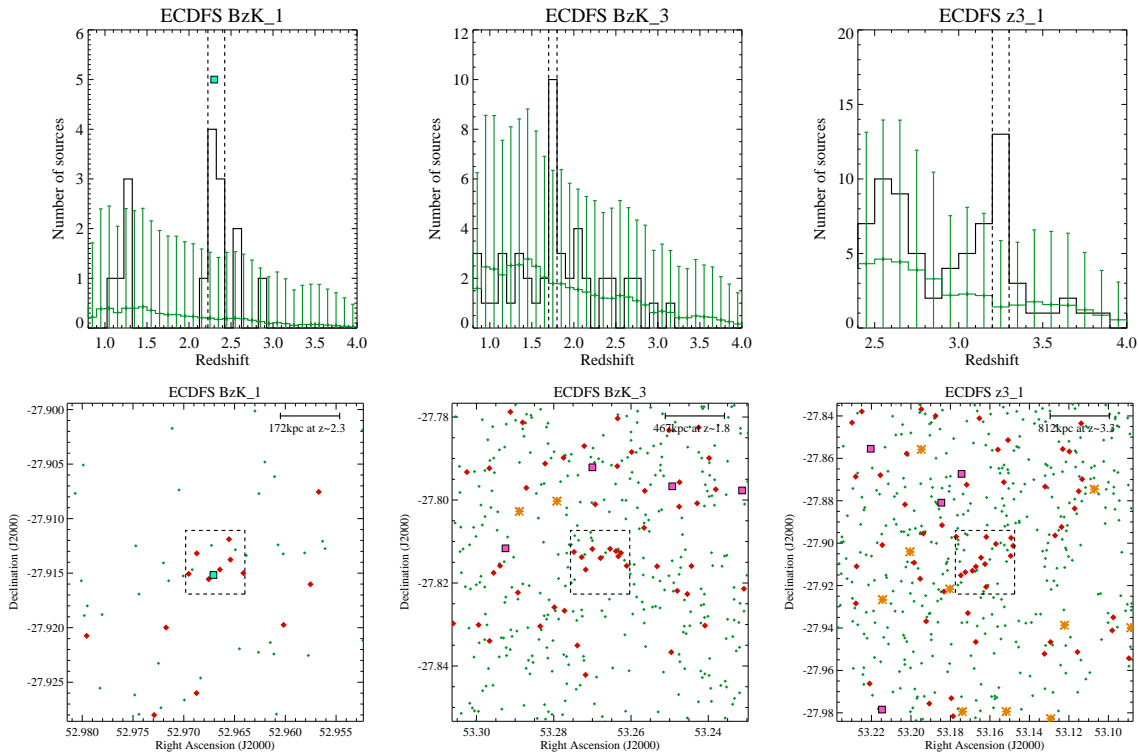 ECDFS BzK_1
ECDFS BzK_3
ECDFS z3_1
6
5
4
3
2
1
0
Number of sources
1.0 1.5 2.0 2.5 3.0 3.5 4.0
Redshift
12
10
8
6
4
2
0
Number of sources
1.0 1.5 2.0 2.5 3.0 3.5 4.0
Redshift
20
15
10
5
0
Number of sources
2.5 3.0 3.5 4.0
Redshift
ECDFS BzK_1
ECDFS BzK_3
ECDFS z3_1
172kpc at z~2.3
-27.900
-27.905
-27.910
-27.915
-27.920
-27.925
Declination (J2000)
52.980 52.975 52.970 52.965 52.960 52.955
Right Ascension (J2000)
467kpc at z~1.8
-27.78
-27.80
-27.82
-27.84
Declination (J2000)
53.30 53.28 53.26 53.24
Right Ascension (J2000)
812kpc at z~3.3
-27.84
-27.86
-27.88
-27.90
-27.92
-27.94
-27.96
-27.98
Declination (J2000)
53.22 53.20 53.18 53.16 53.14 53.12 53.10
Right Ascension (J2000)